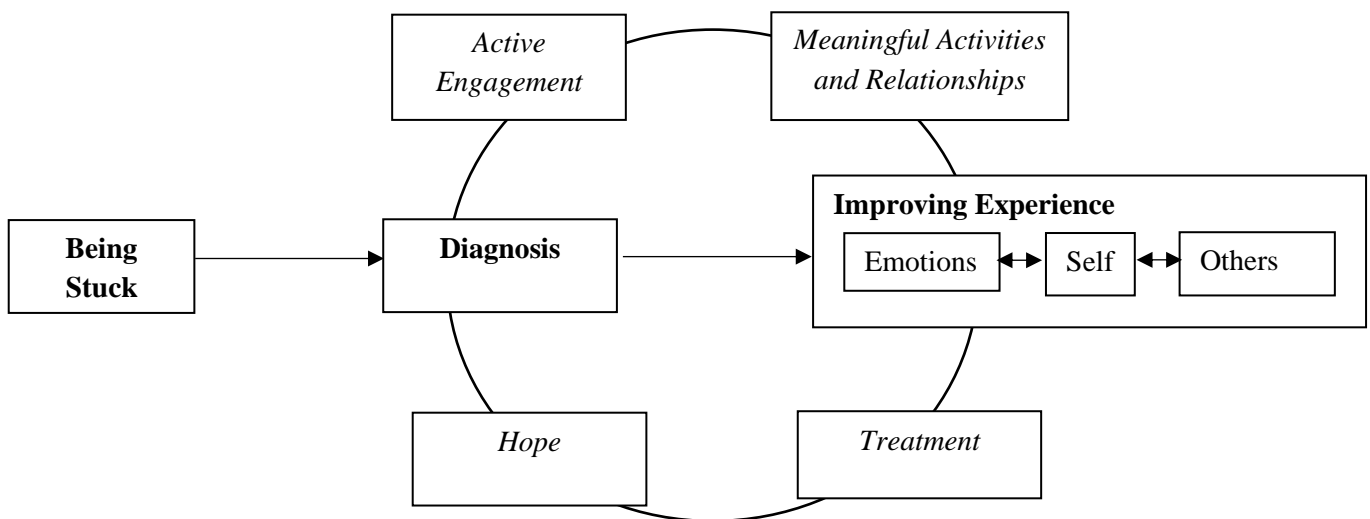 Active
Engagement
Meaningful Activities
and Relationships
Being
Stuck
Diagnosis
Improving Experience
Emotions
Self
Others
Hope
Treatment